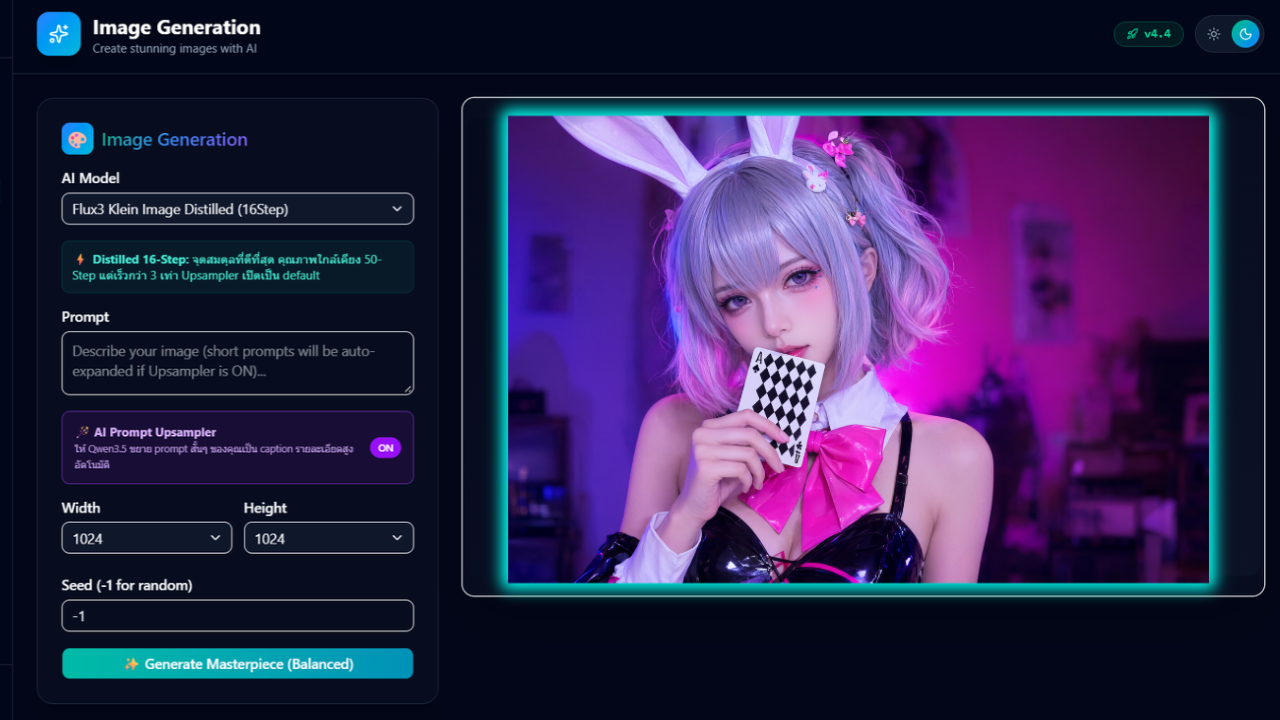 Image Generation
Create stunning images with AI
v4.4
Image Generation
AI Model
Flux3 Klein Image Distilled (16Step)
Distilled 16-Step: จุดสมดุลที่ดีที่สุด คุณภาพใกล้เคียง 50-
Step แต่เร็วกว่า 3 เท่า Upsampler เปิดเป็น default
Prompt
Describe your image (short prompts will be auto-
expanded if Upsampler is ON)...
AI Prompt Upsampler
ให้ Qwen3.5 ขยาย prompt สั้นๆ ของคุณเป็น caption รายละเอียดสูง
อัตโนมัติ
ON
Width
Height
1024
1024
Seed (-1 for random)
-1
Generate Masterpiece (Balanced)
A